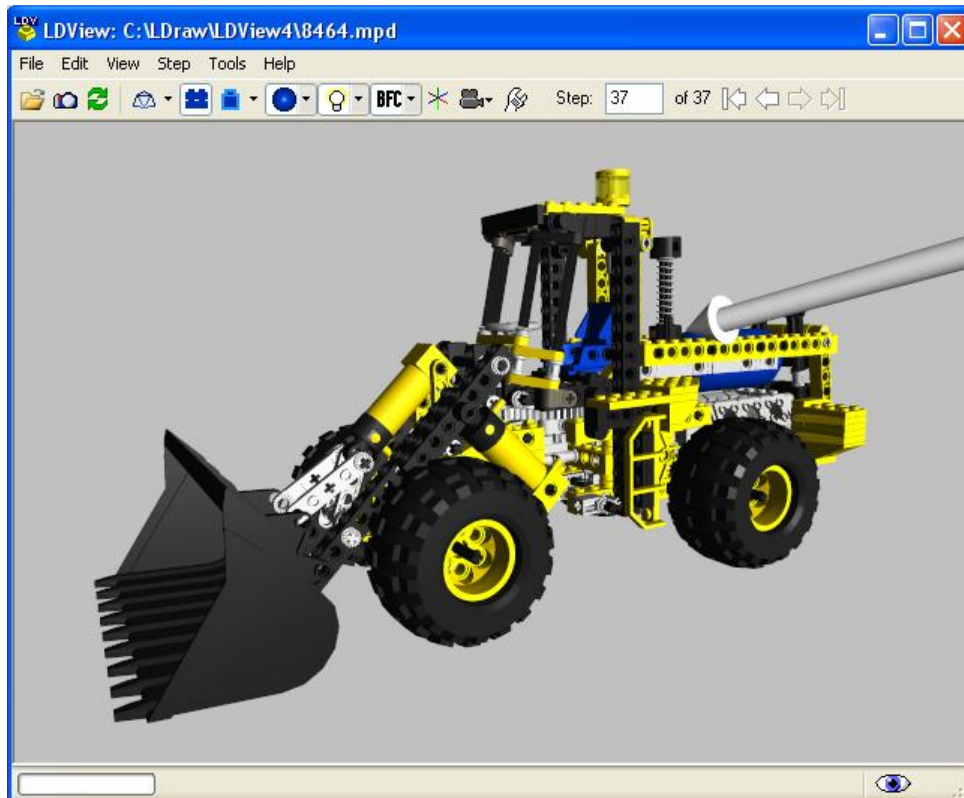 LDV
LDView: C:\LDraw\LDView4\8464.mpd
File Edit View Step Tools Help
BFC Step: 37 of 37